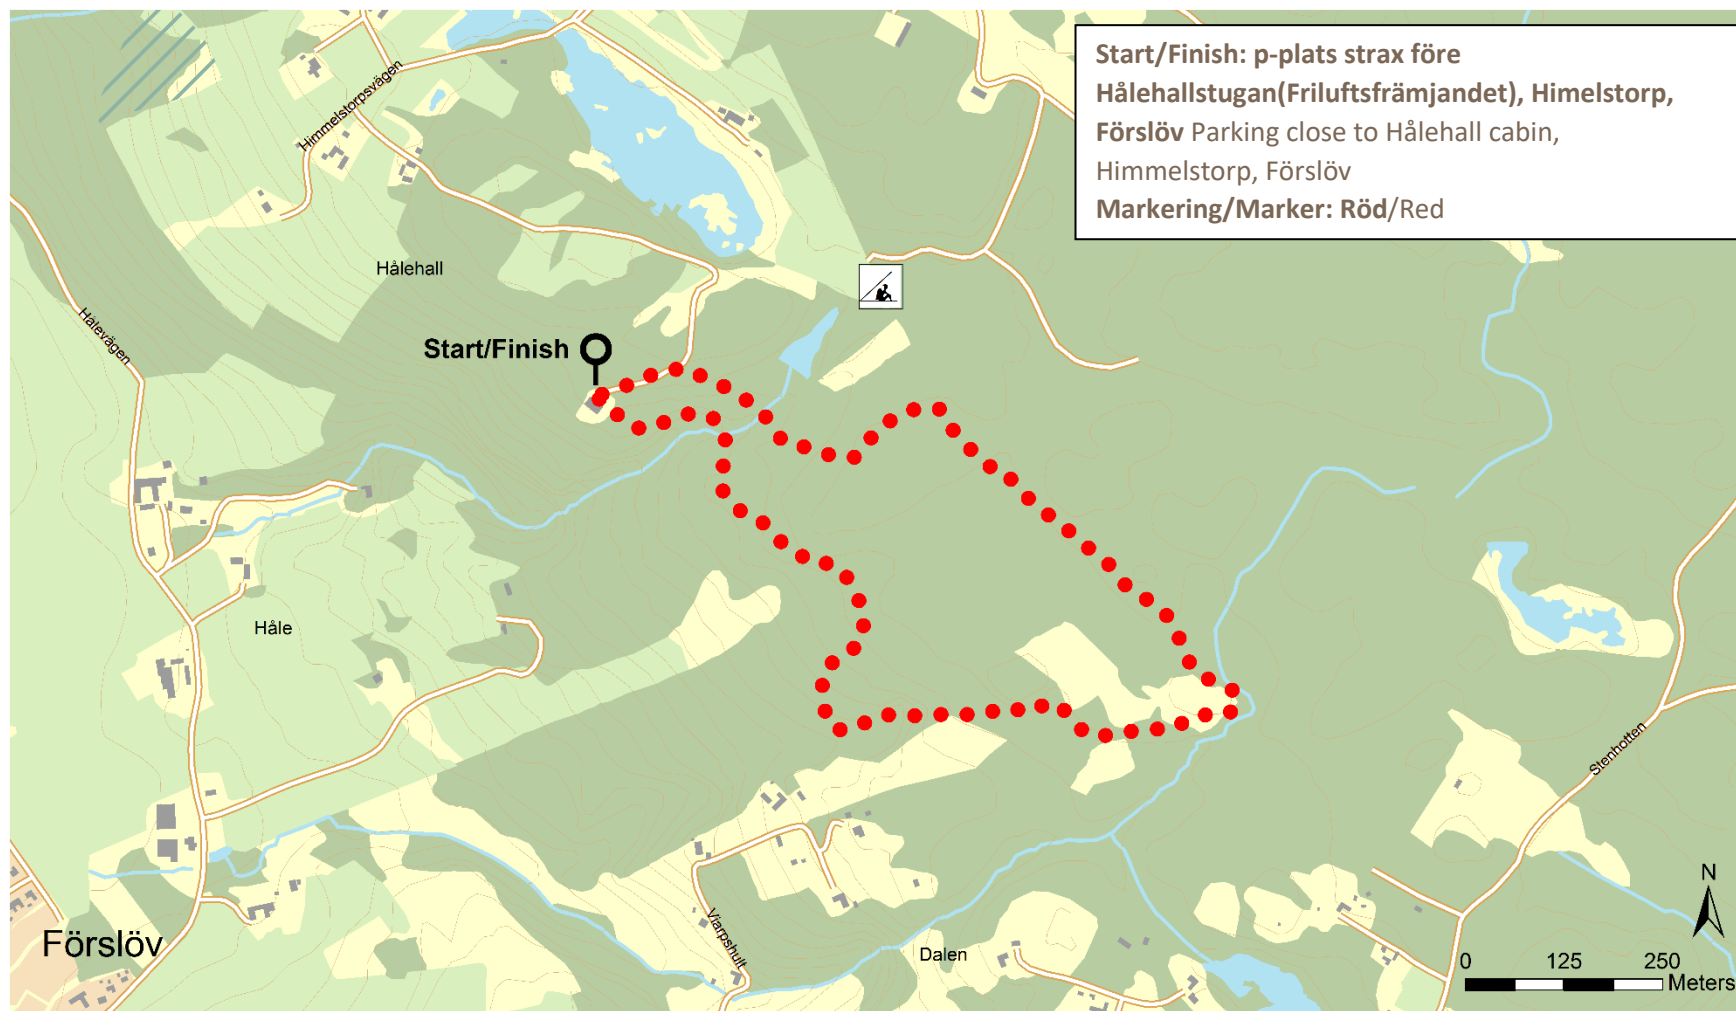 Start/Finish: p-plats strax före
Hålehallstugan(Friluftsfrämjandet), Himelstorp,
Förslöv Parking close to Hålehall cabin,
Himmelstorp, Förslöv
Markering/Marker: Röd/Red
Himmelstorpsvägen
Hålehall
Hålevägen
Start/Finish
Håle
Stenhotten
Viarpshult
Förslöv
Dalen
N
0 125 250
Meters